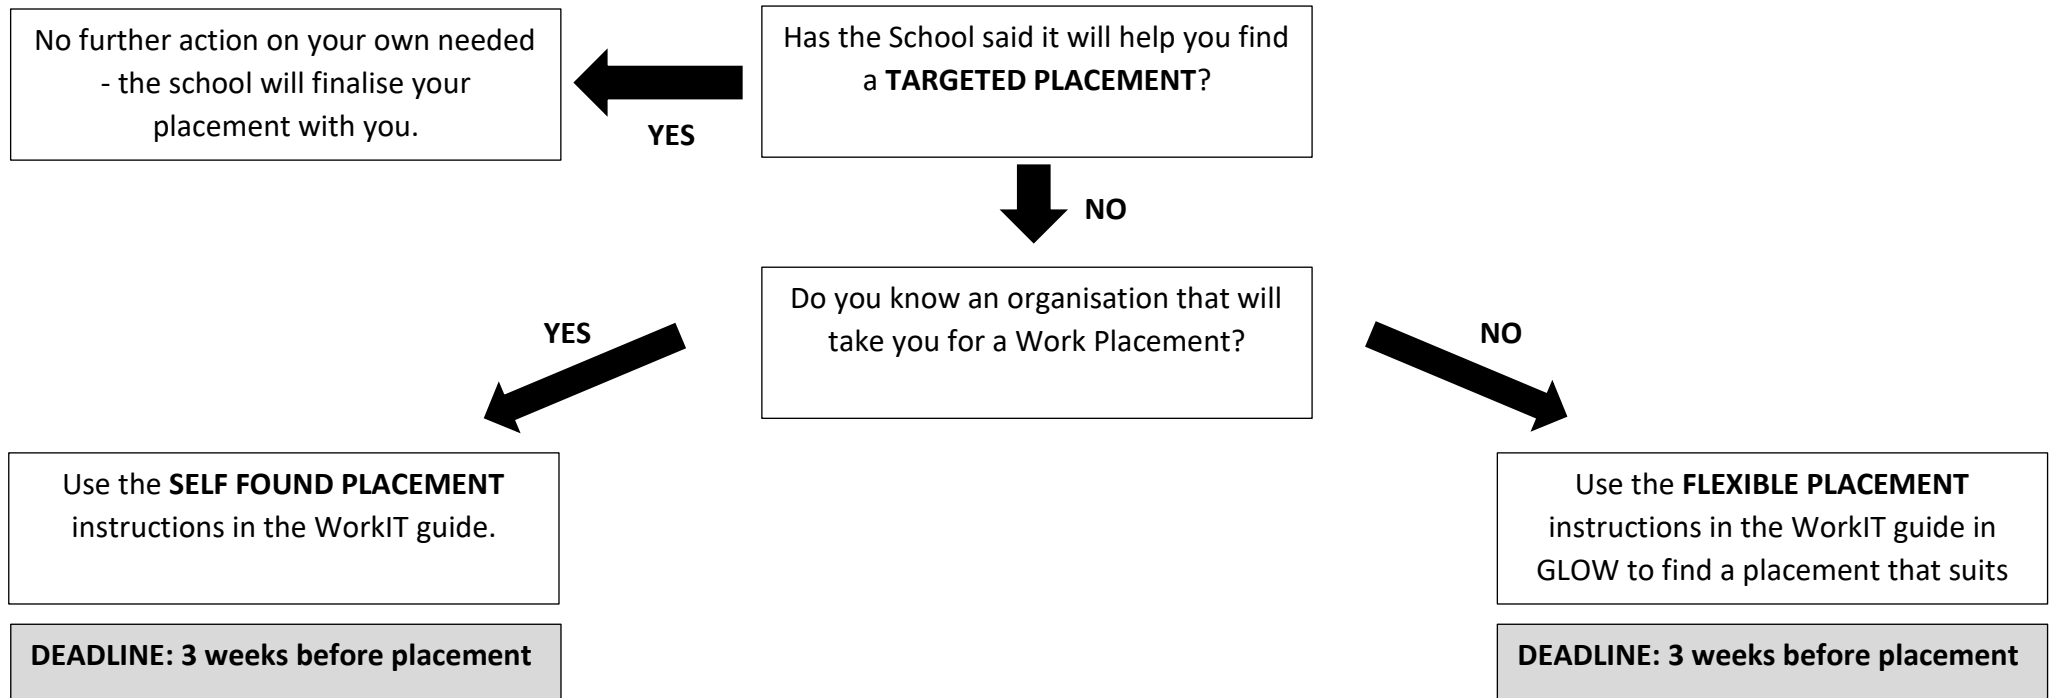 No further action on your own needed
- the school will finalise your
placement with you.
YES
Has the School said it will help you find
a TARGETED PLACEMENT?
NO
Do you know an organisation that will
take you for a Work Placement?
YES
NO
Use the SELF FOUND PLACEMENT
instructions in the WorkIT guide.
DEADLINE: 3 weeks before placement
Use the FLEXIBLE PLACEMENT
instructions in the WorkIT guide in
GLOW to find a placement that suits
DEADLINE: 3 weeks before placement